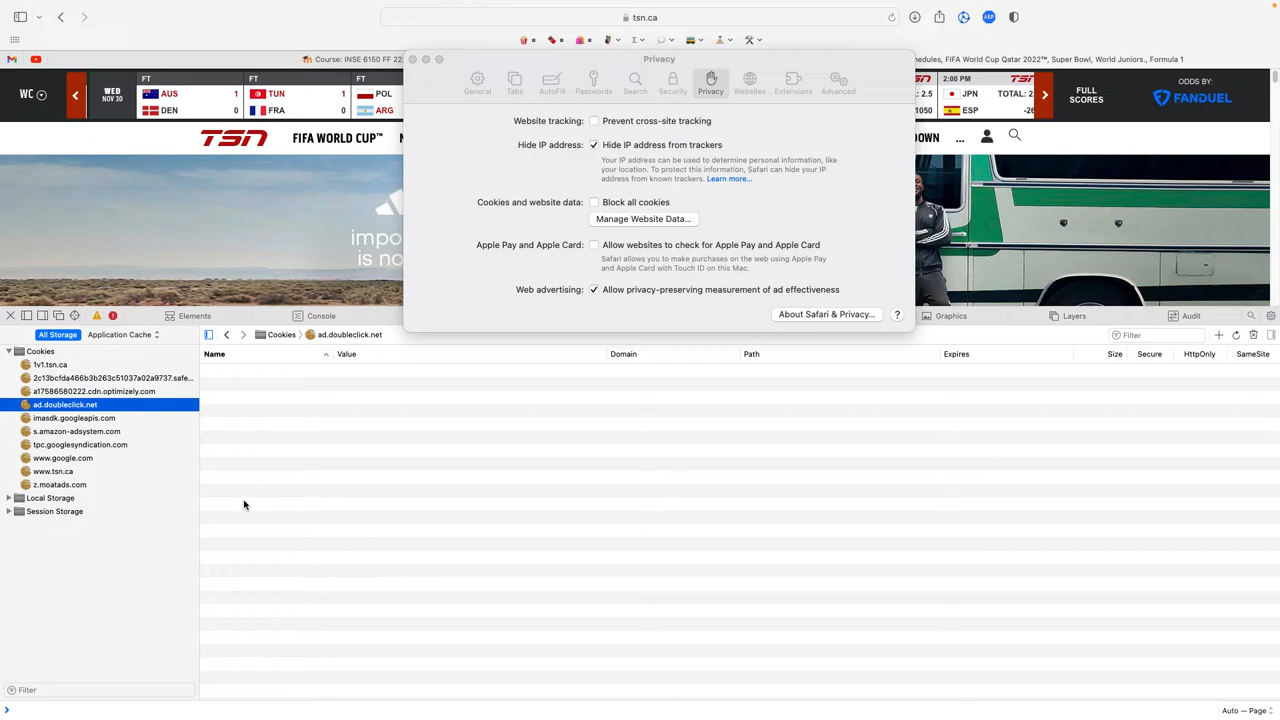 tsn.ca
ABP
Course: INSE 6150 FF 22
hedules, FIFA World Cup Qatar 2022™, Super Bowl, World Juniors., Formula 1
WC
WED
NOV 30
FT
AUS 1
DEN 0
FT
TUN 1
FRA 0
FT
POL
ARG
2:00 PM TSN
JPN TOTAL: 2.5
ESP
FULL
SCORES
ODDS BY:
FANDUEL
TSN
FIFA WORLD CUP™
DOWN
...
impo
is no
Privacy
General
Tabs
AutoFill
Passwords
Search
Security
Privacy
Websites
Extensions
Advanced
Website tracking: Prevent cross-site tracking
Hide IP address: Hide IP address from trackers
Your IP address can be used to determine personal information, like
your location. To protect this information, Safari can hide your IP
address from known trackers. Learn more...
Cookies and website data: Block all cookies
Manage Website Data...
Apple Pay and Apple Card: Allow websites to check for Apple Pay and Apple Card
Safari allows you to make purchases on the web using Apple Pay
and Apple Card with Touch ID on this Mac.
Web advertising: Allow privacy-preserving measurement of ad effectiveness
About Safari & Privacy...
?
Elements
Console
Graphics
Layers
Audit
All Storage
Application Cache
Cookies
ad.doubleclick.net
Filter
Name
Value
Domain
Path
Expires
Size
Secure
HttpOnly
SameSite
Cookies
1v1.tsn.ca
2c13bcfda466b3b263c51037a02a9737.safe...
a17586580222.cdn.optimizely.com
ad.doubleclick.net
imasdk.googleapis.com
s.amazon-adsystem.com
tpc.googlesyndication.com
www.google.com
www.tsn.ca
z.moatads.com
Local Storage
Session Storage
Filter
Auto — Page